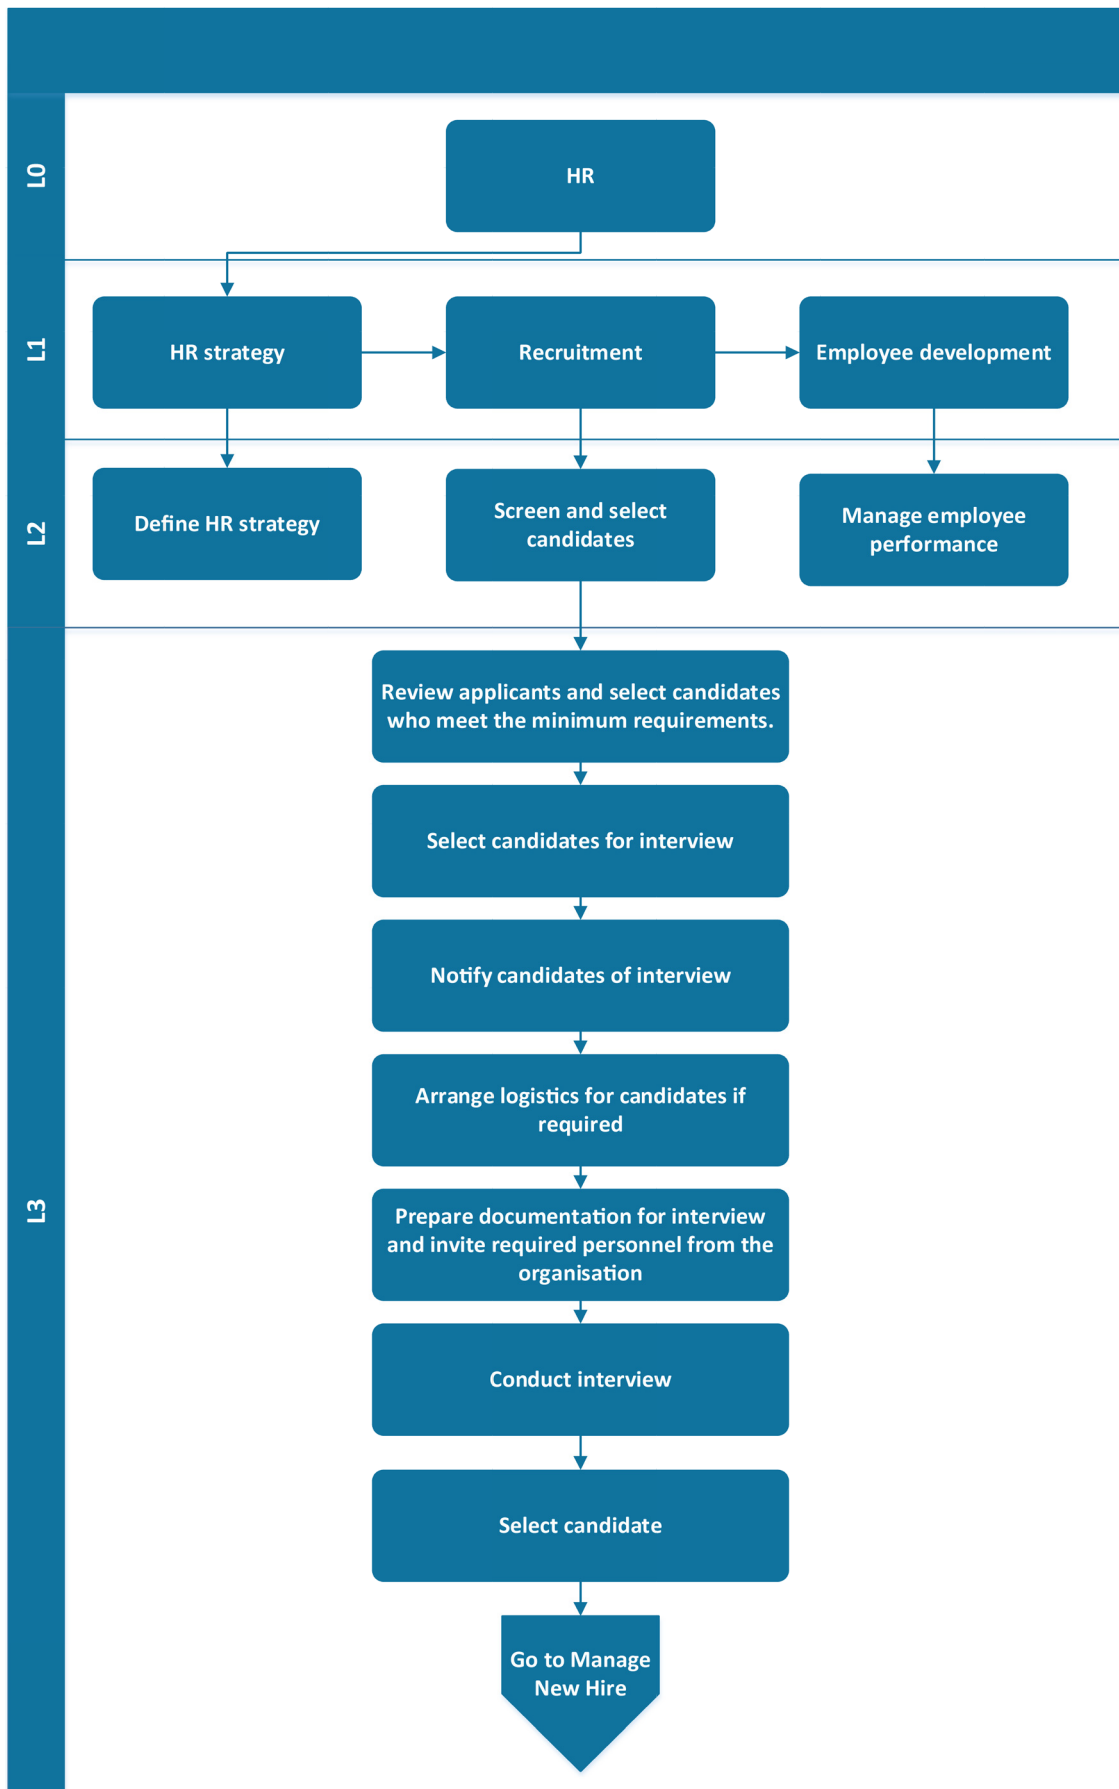 L0
HR
L1
HR strategy
Recruitment
Employee development
L2
Define HR strategy
Screen and select
candidates
Manage employee
performance
L3
Review applicants and select candidates
who meet the minimum requirements.
Select candidates for interview
Notify candidates of interview
Arrange logistics for candidates if
required
Prepare documentation for interview
and invite required personnel from the
organisation
Conduct interview
Select candidate
Go to Manage
New Hire